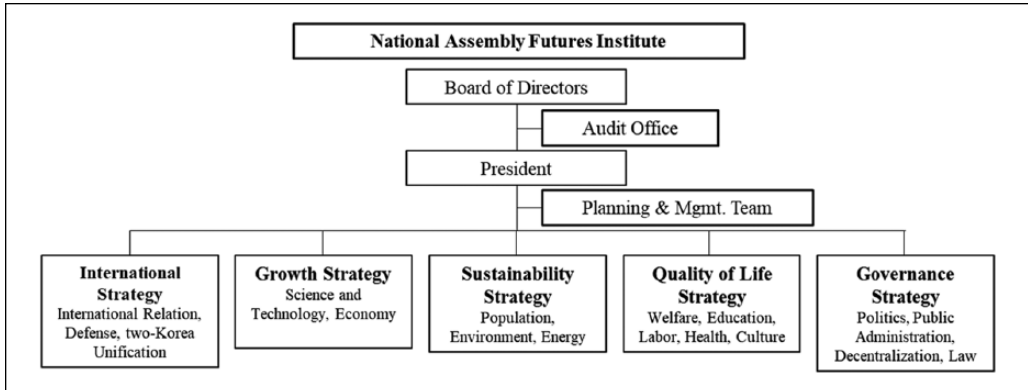 National Assembly Futures Institute
Board of Directors
Audit Office
President
Planning & Mgmt. Team
International
Strategy
International Relation,
Defense, two-Korea
Unification
Growth Strategy
Science and
Technology, Economy
Sustainability
Strategy
Population,
Environment, Energy
Quality of Life
Strategy
Welfare, Education,
Labor, Health, Culture
Governance
Strategy
Politics, Public
Administration,
Decentralization, Law